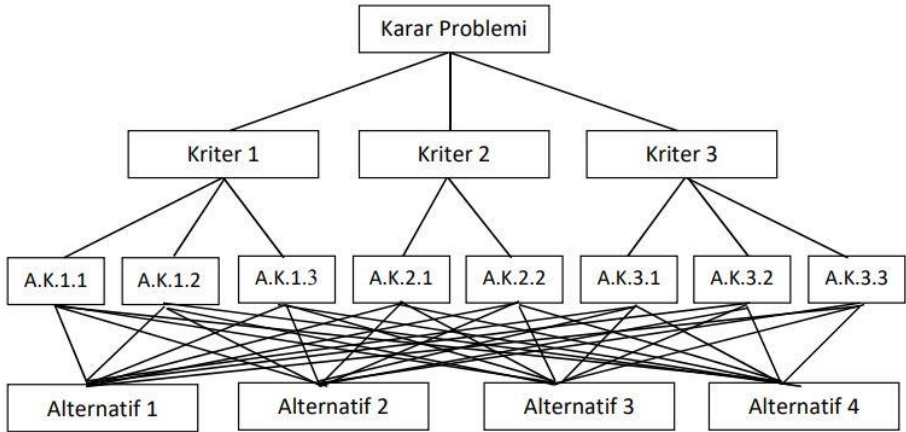 Karar Problemi
Kriter 1
Kriter 2
Kriter 3
A.K.1.1
A.K.1.2
A.K.1.3
A.K.2.1
A.K.2.2
A.K.3.1
A.K.3.2
A.K.3.3
Alternatif 1
Alternatif 2
Alternatif 3
Alternatif 4